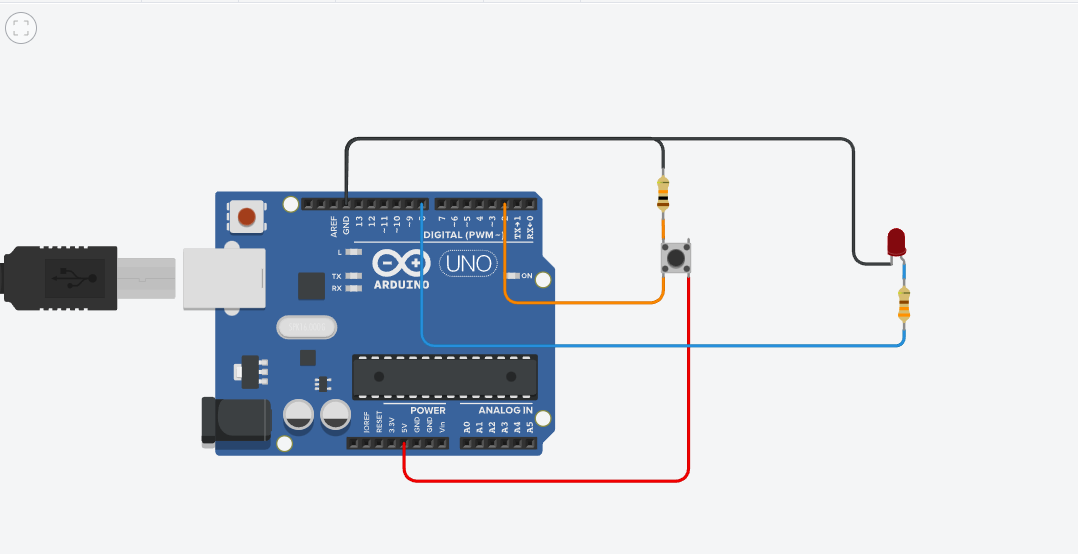 AREF
GND
13
12
~11
~10
~9
8
7
~6
~5
4
~3
2
TX→1
RX←0
DIGITAL (PWM~)
L
TX
RX
ARDUINO
UNO
ON
POWER
ANALOG IN
IOREF
RESET
3.3V
5V
GND
GND
Vin
A0
A1
A2
A3
A4
A5